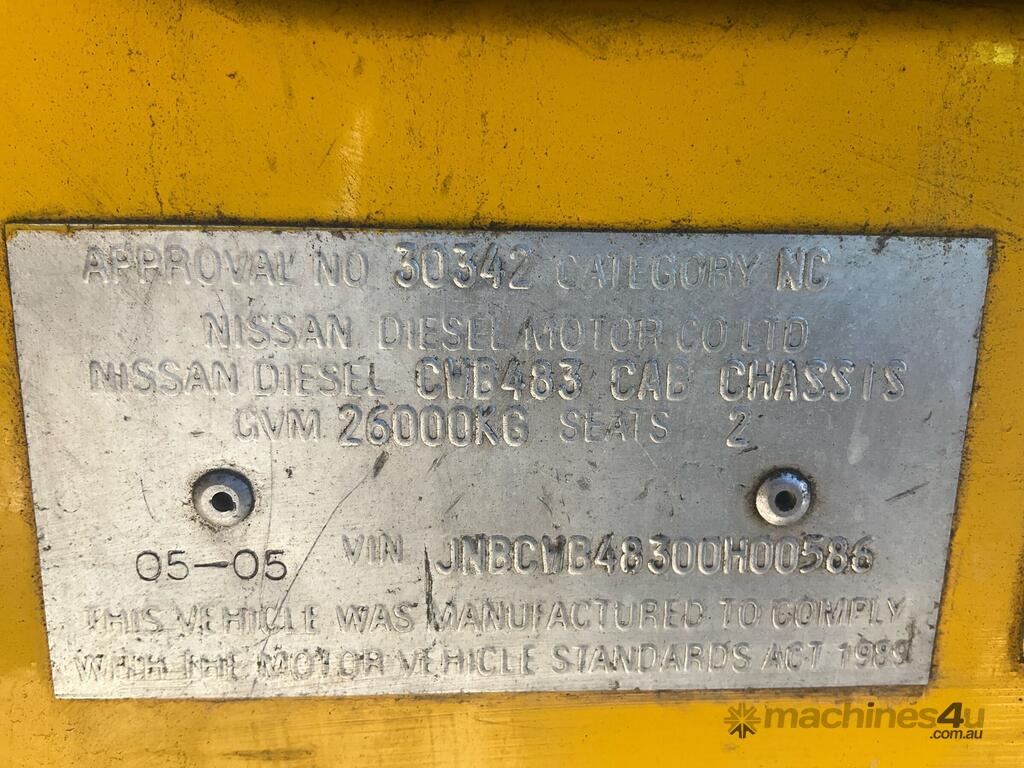 APPROVAL NO 30342 CATEGORY NC
NISSAN DIESEL MOTOR CO LTD
NISSAN DIESEL CWB483 CAB CHASSIS
GVM 26000KG SEATS 2
05-05 VIN JNBCWB48300H00586
THIS VEHICLE WAS MANUFACTURED TO COMPLY
WITH THE MOTOR VEHICLE STANDARDS ACT 1989
machines4u
.com.au